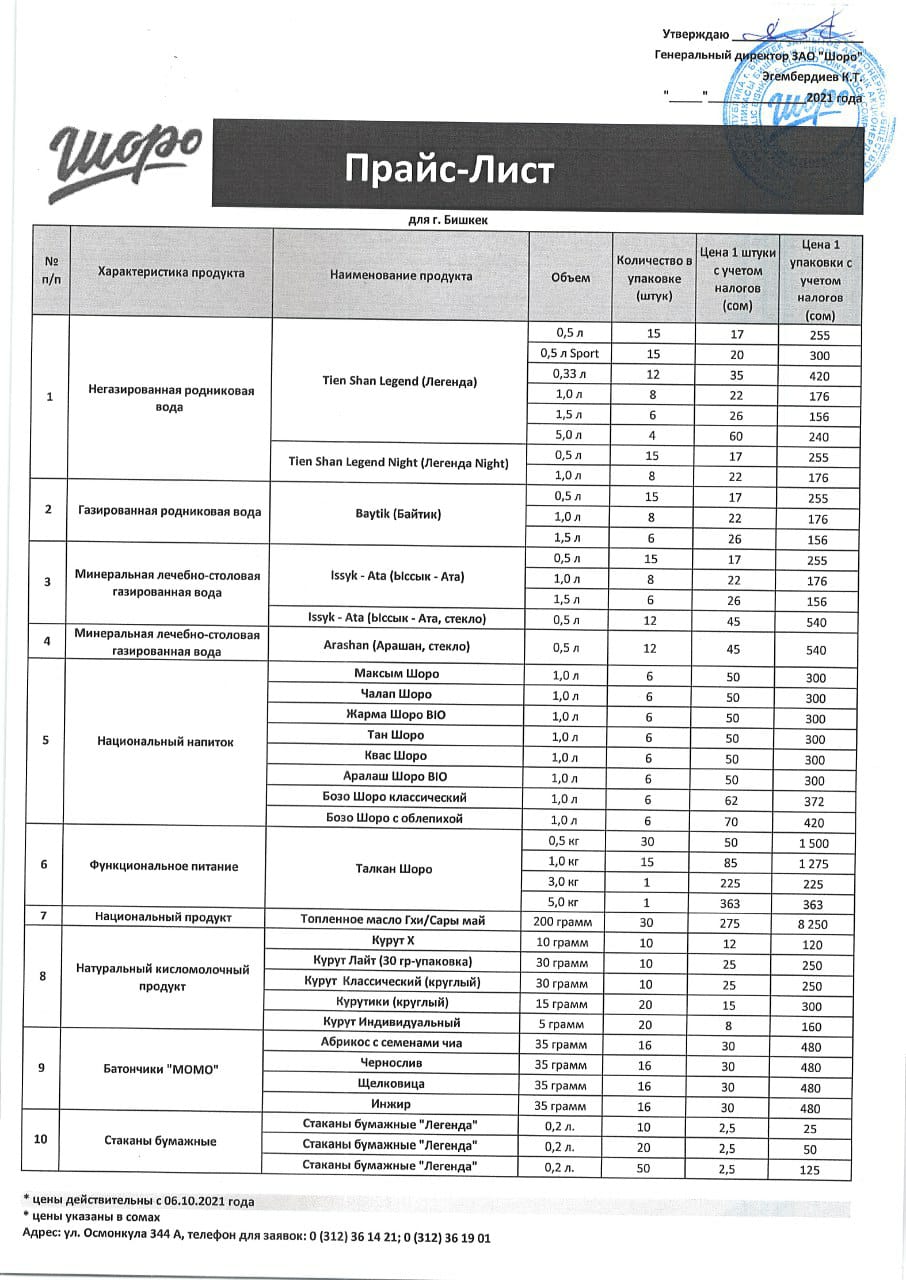 Утверждаю
Генеральный директор ЗАО "Шоро"
Эгембердиев К.Т.
"_____"_______________2021 года
Шоро
Прайс-Лист
для г. Бишкек
№ п/п Характеристика продукта Наименование продукта Объем Количество в упаковке (штук) Цена 1 штуки с учетом налогов (сом) Цена 1 упаковки с учетом налогов (сом)
1 Негазированная родниковая вода Tien Shan Legend (Легенда) 0,5 л 15 17 255
0,5 л Sport 15 20 300
0,33 л 12 35 420
1,0 л 8 22 176
1,5 л 6 26 156
5,0 л 4 60 240
Tien Shan Legend Night (Легенда Night) 0,5 л 15 17 255
1,0 л 8 22 176
2 Газированная родниковая вода Baytik (Байтик) 0,5 л 15 17 255
1,0 л 8 22 176
1,5 л 6 26 156
3 Минеральная лечебно-столовая газированная вода Issyk - Ata (Ыссык - Ата) 0,5 л 15 17 255
1,0 л 8 22 176
1,5 л 6 26 156
Issyk - Ata (Ыссык - Ата, стекло) 0,5 л 12 45 540
4 Минеральная лечебно-столовая газированная вода Arashan (Арашан, стекло) 0,5 л 12 45 540
5 Национальный напиток Максым Шоро 1,0 л 6 50 300
Чалап Шоро 1,0 л 6 50 300
Жарма Шоро BIO 1,0 л 6 50 300
Тан Шоро 1,0 л 6 50 300
Квас Шоро 1,0 л 6 50 300
Аралаш Шоро BIO 1,0 л 6 50 300
Бозо Шоро классический 1,0 л 6 62 372
Бозо Шоро с облепихой 1,0 л 6 70 420
6 Функциональное питание Талкан Шоро 0,5 кг 30 50 1 500
1,0 кг 15 85 1 275
3,0 кг 1 225 225
5,0 кг 1 363 363
7 Национальный продукт Топленное масло Гхи/Сары май 200 грамм 30 275 8 250
8 Натуральный кисломолочный продукт Курут Х 10 грамм 10 12 120
Курут Лайт (30 гр-упаковка) 30 грамм 10 25 250
Курут Классический (круглый) 30 грамм 10 25 250
Курутики (круглый) 15 грамм 20 15 300
Курут Индивидуальный 5 грамм 20 8 160
9 Батончики "МОМО" Абрикос с семенами чиа 35 грамм 16 30 480
Чернослив 35 грамм 16 30 480
Щелковица 35 грамм 16 30 480
Инжир 35 грамм 16 30 480
10 Стаканы бумажные Стаканы бумажные "Легенда" 0,2 л. 10 2,5 25
Стаканы бумажные "Легенда" 0,2 л. 20 2,5 50
Стаканы бумажные "Легенда" 0,2 л. 50 2,5 125
* цены действительны с 06.10.2021 года
* цены указаны в сомах
Адрес: ул. Осмонкула 344 А, телефон для заявок: 0 (312) 36 14 21; 0 (312) 36 19 01